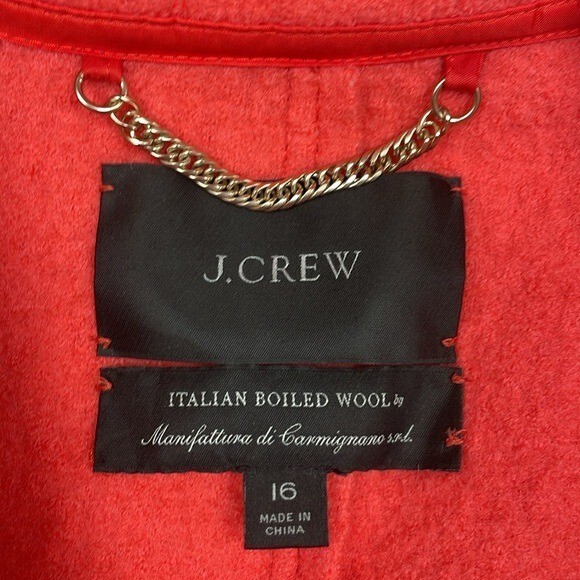 J.CREW
ITALIAN BOILED WOOL by
Manifattura di Carmignano s.r.l.
16
MADE IN
CHINA